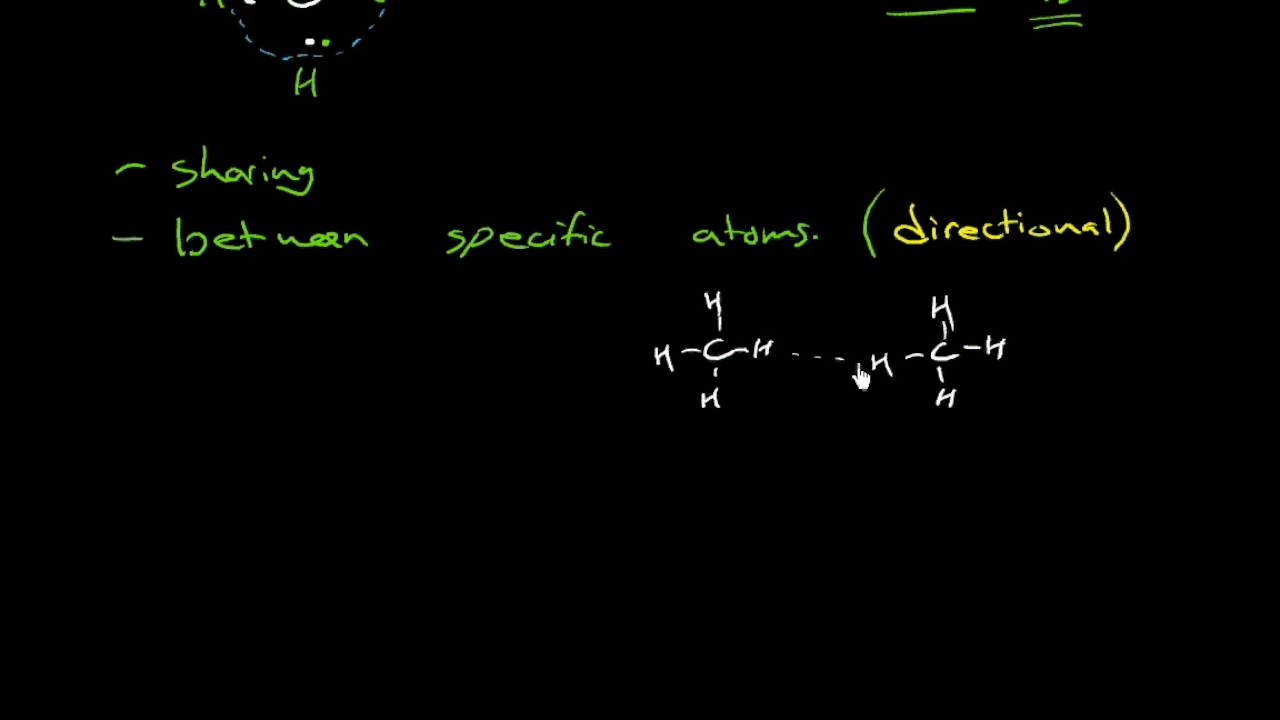 H
- sharing
- between specific atoms. (directional)
H H
H-C-H - - - H-C-H
H H